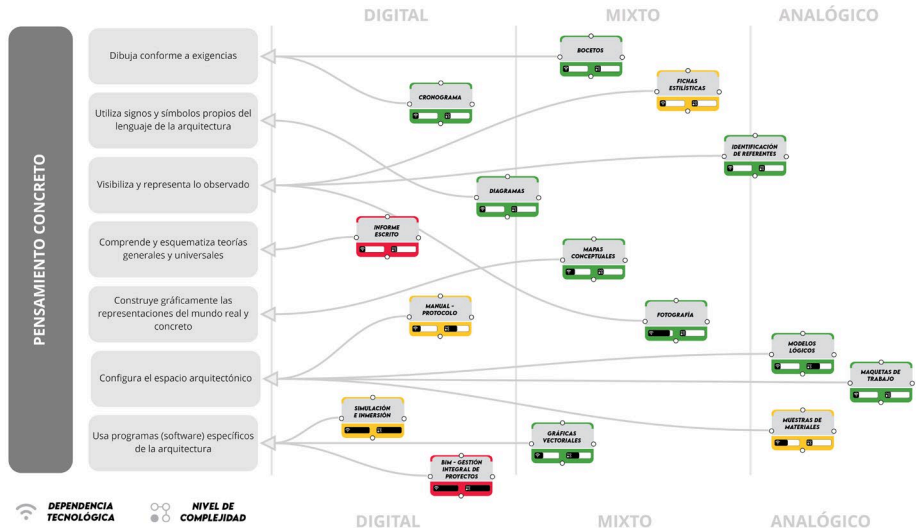 DIGITAL
MIXTO
ANALÓGICO
PENSAMIENTO CONCRETO
Dibuja conforme a exigencias
Utiliza signos y símbolos propios del
lenguaje de la arquitectura
Visibiliza y representa lo observado
Comprende y esquematiza teorías
generales y universales
Construye gráficamente las
representaciones del mundo real y
concreto
Configura el espacio arquitectónico
Usa programas (software) específicos
de la arquitectura
BOCETOS
FICHAS
ESTILÍSTICAS
CRONOGRAMA
IDENTIFICACIÓN
DE REFERENTES
DIAGRAMAS
INFORME
ESCRITO
MAPAS
CONCEPTUALES
MANUAL -
PROTOCOLO
FOTOGRAFÍA
MODELOS
LÓGICOS
MAQUETAS DE
TRABAJO
SIMULACIÓN
E INMERSIÓN
MUESTRAS DE
MATERIALES
GRÁFICAS
VECTORIALES
BIM - GESTIÓN
INTEGRAL DE
PROYECTOS
DEPENDENCIA
TECNOLÓGICA
NIVEL DE
COMPLEJIDAD
DIGITAL
MIXTO
ANALÓGICO